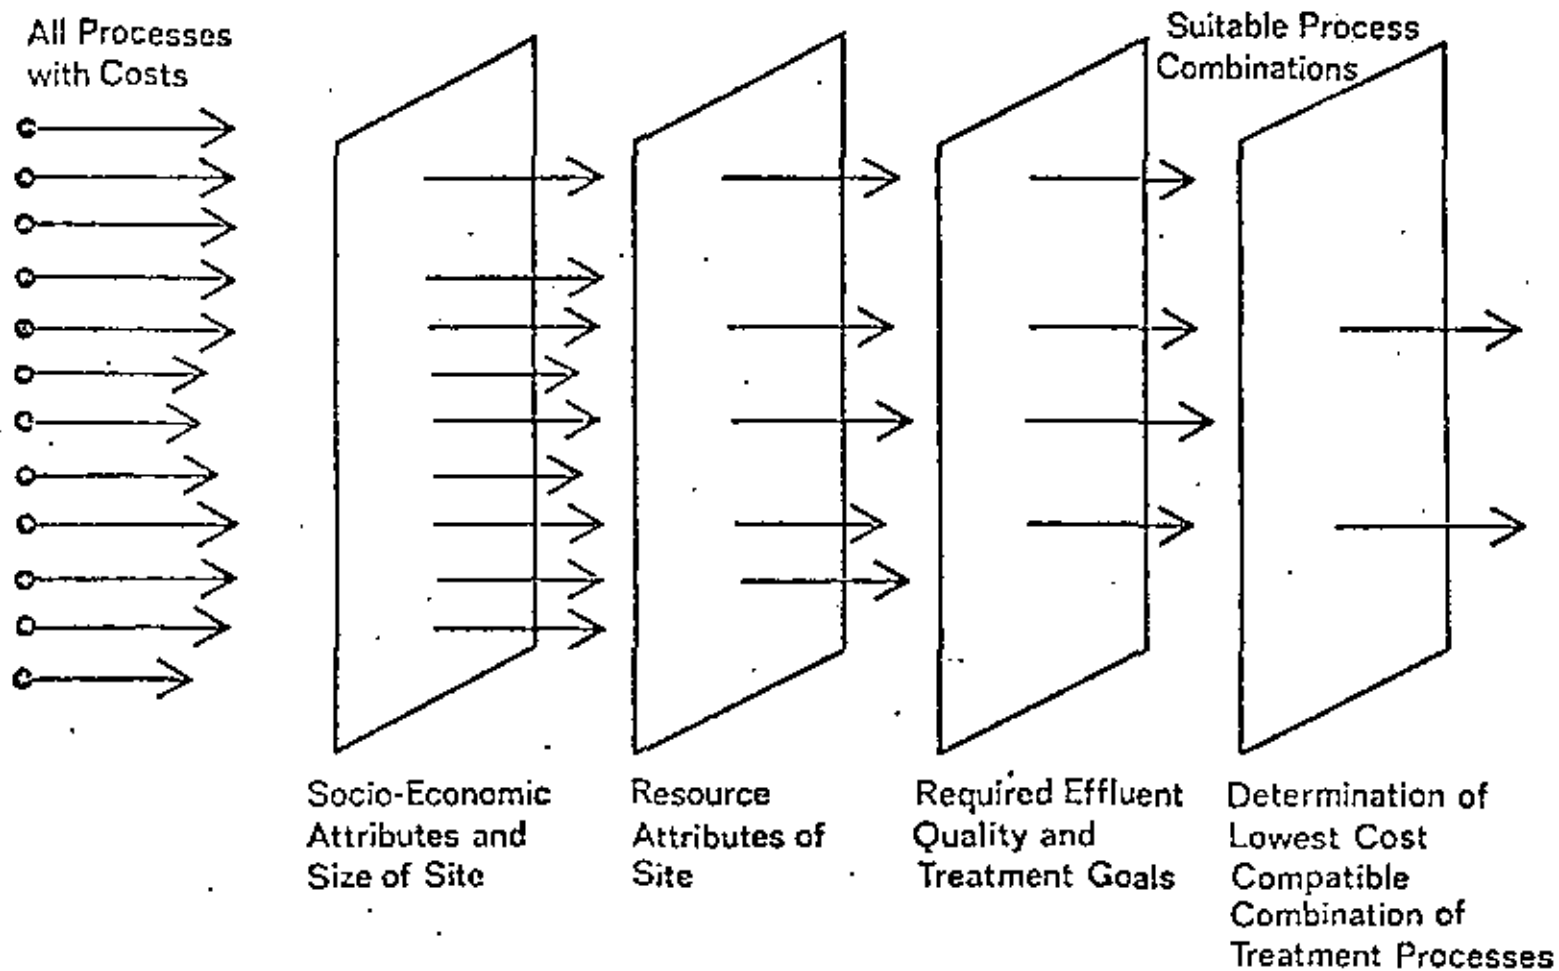 All Processes
with Costs
Suitable Process
Combinations
Socio-Economic
Attributes and
Size of Site
Resource
Attributes of
Site
Required Effluent
Quality and
Treatment Goals
Determination of
Lowest Cost
Compatible
Combination of
Treatment Processes